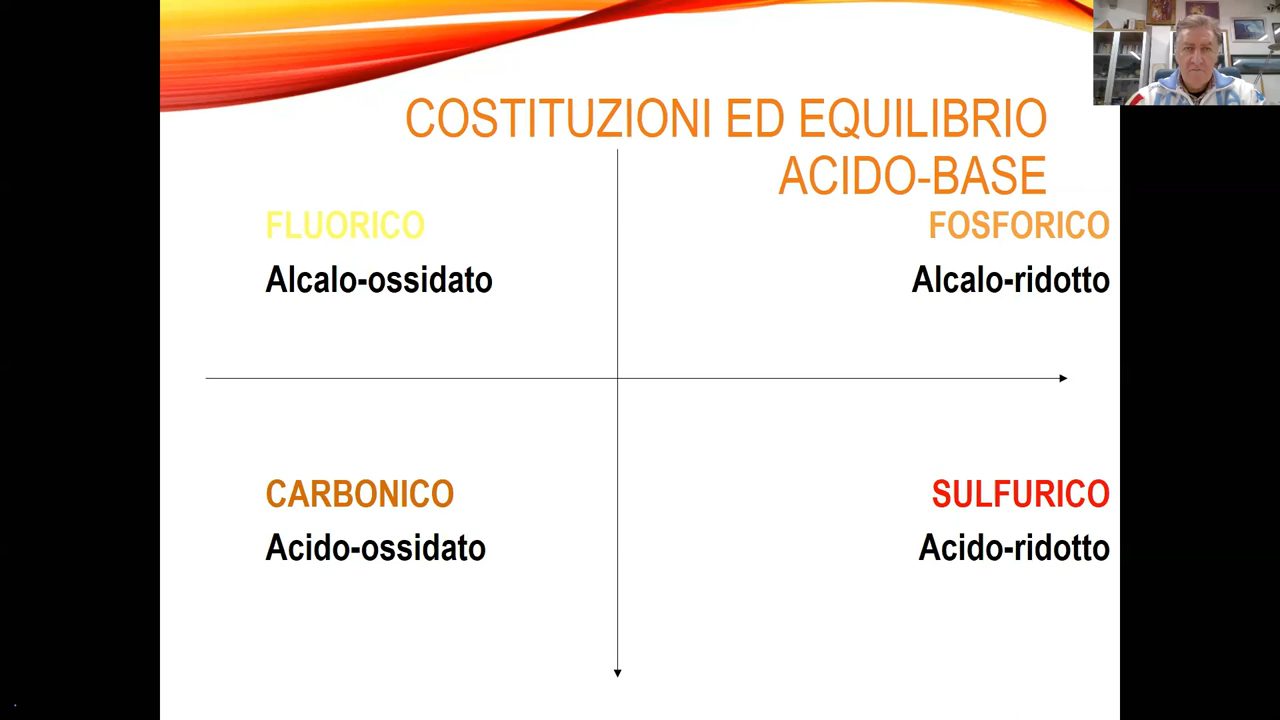 COSTITUZIONI ED EQUILIBRIO
ACIDO-BASE
FLUORICO
Alcalo-ossidato
FOSFORICO
Alcalo-ridotto
CARBONICO
Acido-ossidato
SULFURICO
Acido-ridotto